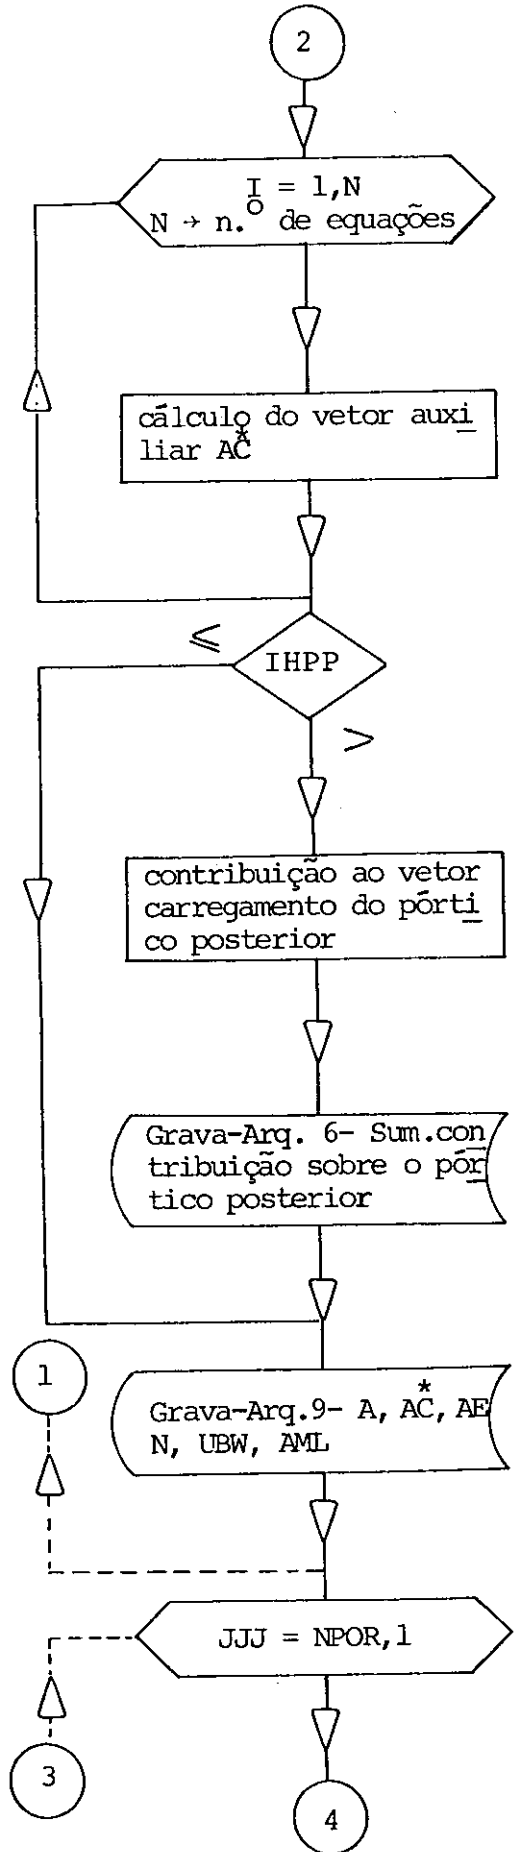 2
I = 1,N
N → n.º de equações
cálculo do vetor auxi
liar AC*
≤
IHPP
>
contribuição ao vetor
carregamento do pórti
co posterior
Grava-Arq. 6- Sum.con
tribuição sobre o pór
tico posterior
1
Grava-Arq.9- A, AC*, AE
N, UBW, AML
JJJ = NPOR,1
3
4